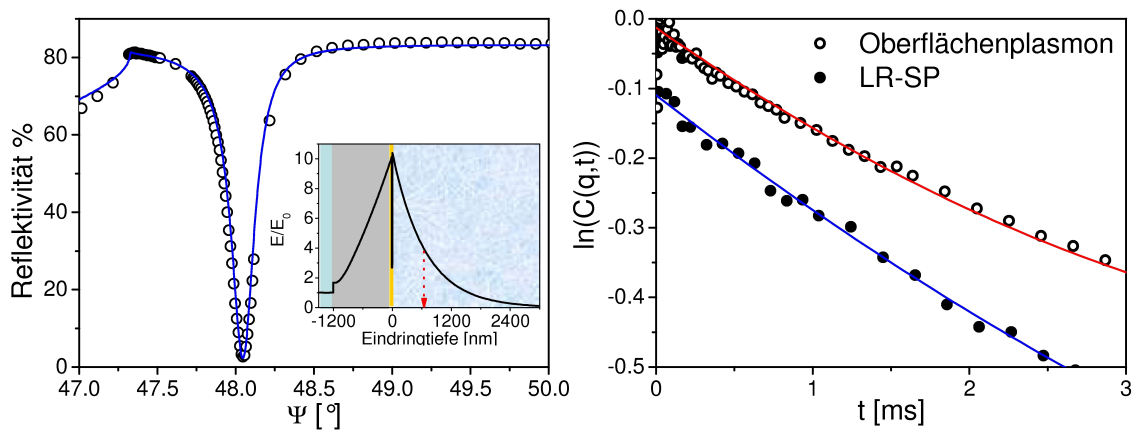 80
60
40
20
0
47.0 47.5 48.0 48.5 49.0 49.5 50.0
Reflektivität %
Ψ [°]
10
8
6
4
2
0
-1200 0 1200 2400
E/E0
Eindringtiefe [nm]
0.0
-0.1
-0.2
-0.3
-0.4
-0.5
0 1 2 3
ln(C(q,t))
t [ms]
Oberflächenplasmon
LR-SP